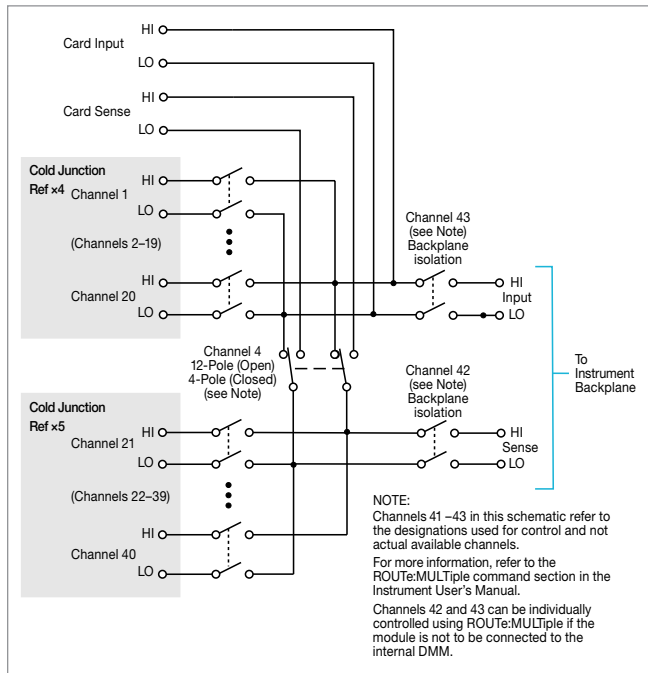 Card Input
HI
LO
Card Sense
HI
LO
Cold Junction
Ref ×4
Channel 1
HI
LO
(Channels 2–19)
Channel 20
HI
LO
Channel 43
(see Note)
Backplane
isolation
HI
Input
LO
Channel 4
12-Pole (Open)
4-Pole (Closed)
(see Note)
Channel 42
(see Note)
Backplane
isolation
HI
Sense
LO
To
Instrument
Backplane
Cold Junction
Ref ×5
Channel 21
HI
LO
(Channels 22–39)
Channel 40
HI
LO
NOTE:
Channels 41 –43 in this schematic refer to
the designations used for control and not
actual available channels.
For more information, refer to the
ROUTe:MULTiple command section in the
Instrument User's Manual.
Channels 42 and 43 can be individually
controlled using ROUTe:MULTiple if the
module is not to be connected to the
internal DMM.